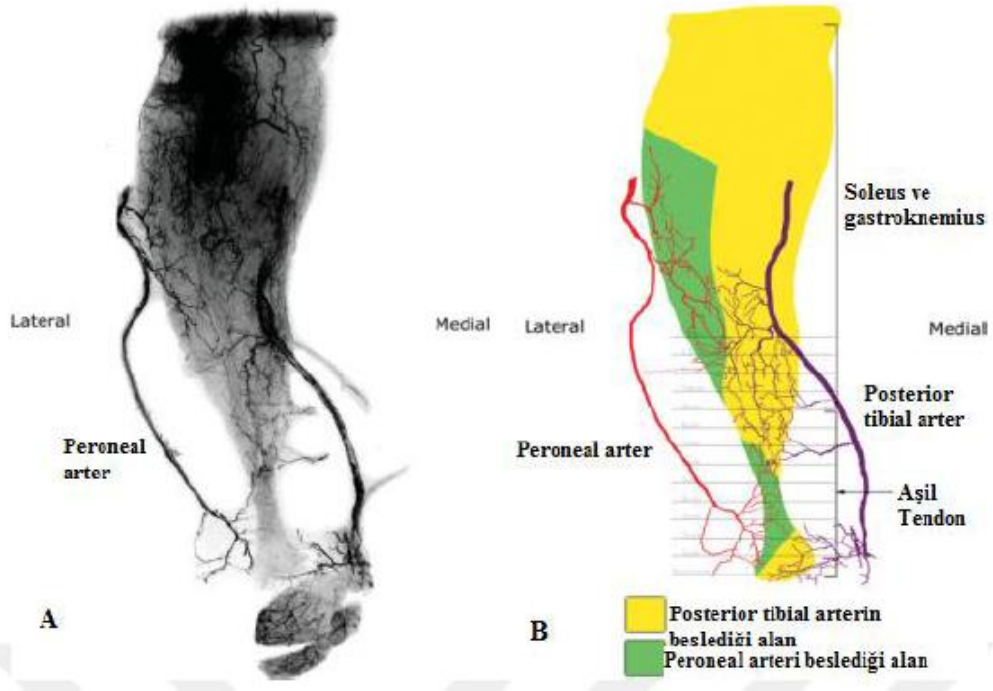 Lateral
Medial
Peroneal
arter
A
Lateral
Mediall
Soleus ve
gastroknemius
Posterior
tibial arter
Peroneal arter
Aşil
Tendon
B
Posterior tibial arterin
beslediği alan
Peroneal arteri beslediği alan